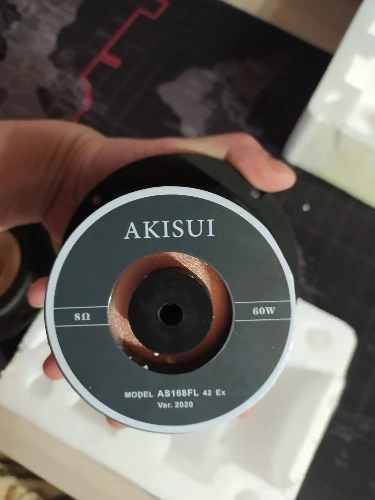 AKISUI
8Ω 60W
MODEL AS168FL 42 Ex
Ver. 2020